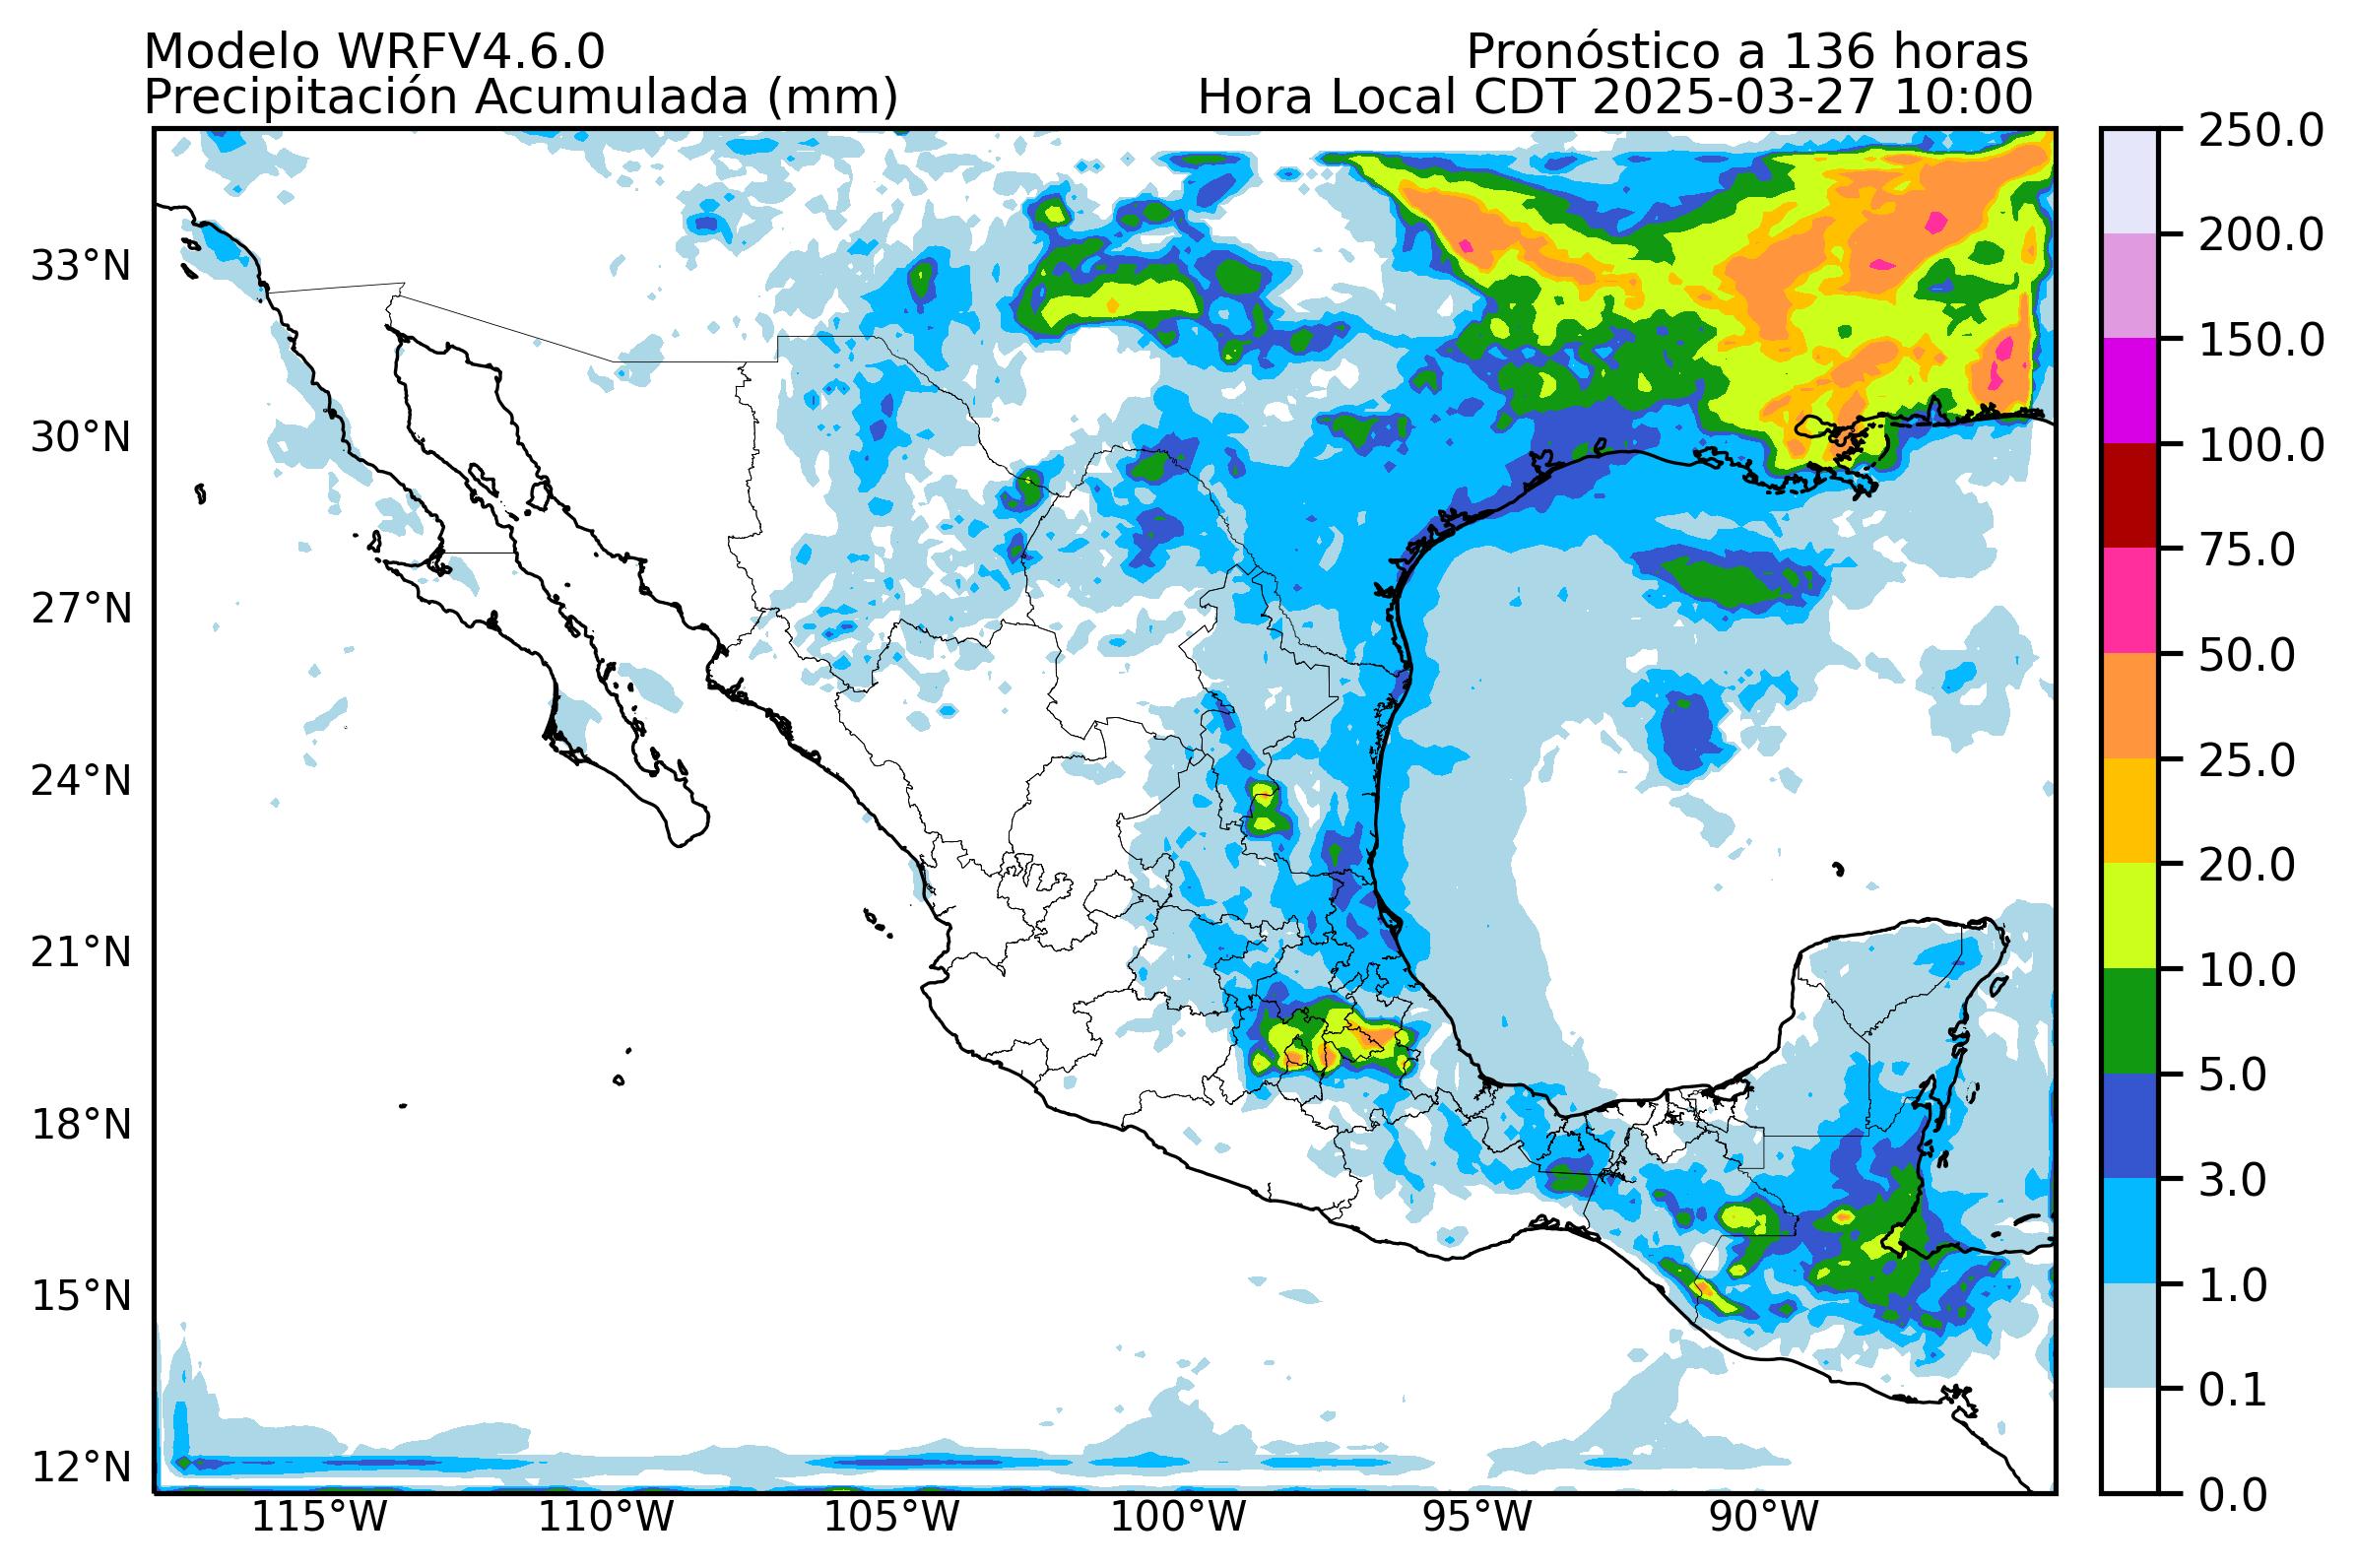 Modelo WRFV4.6.0
Pronóstico a 136 horas
Precipitación Acumulada (mm)
Hora Local CDT 2025-03-27 10:00
33°N
30°N
27°N
24°N
21°N
18°N
15°N
12°N
115°W
110°W
105°W
100°W
95°W
90°W
250.0
200.0
150.0
100.0
75.0
50.0
25.0
20.0
10.0
5.0
3.0
1.0
0.1
0.0